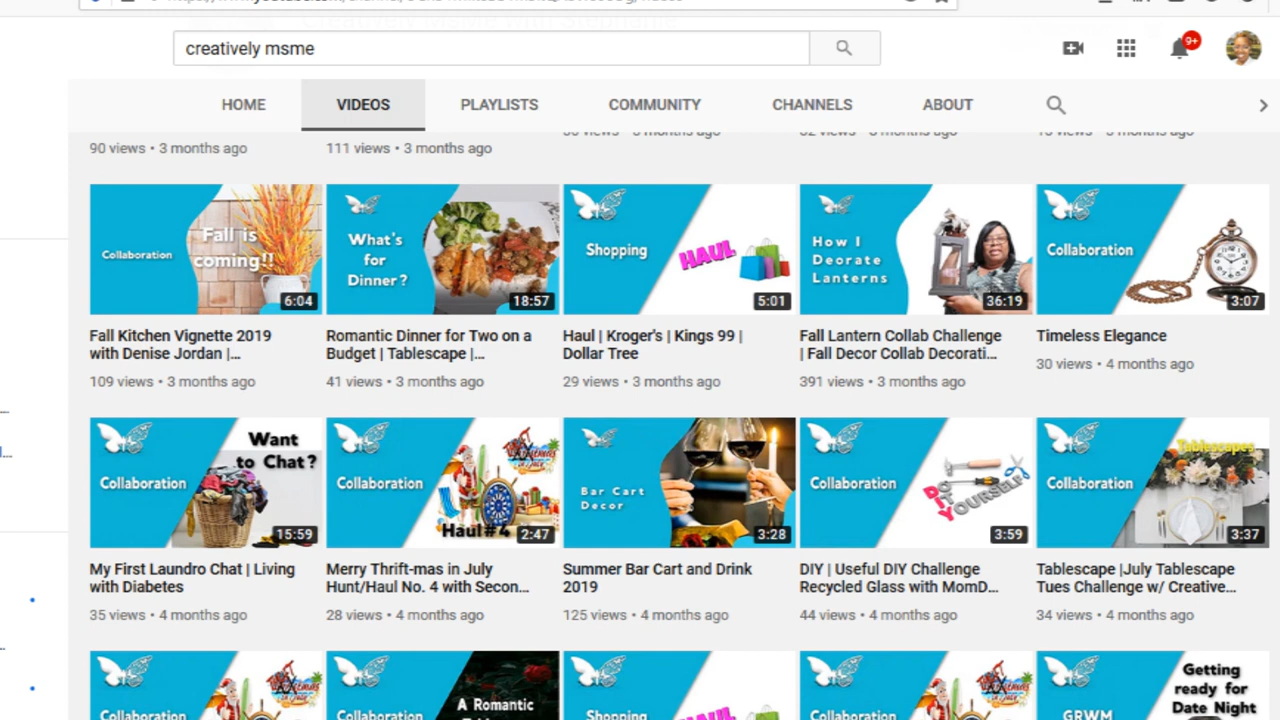 creatively msme
9+
HOME VIDEOS PLAYLISTS COMMUNITY CHANNELS ABOUT
90 views • 3 months ago
111 views • 3 months ago
Collaboration
Fall is
coming!!
6:04
What's
for
Dinner?
18:57
Shopping
HAUL
5:01
How I
Deorate
Lanterns
36:19
Collaboration
3:07
Fall Kitchen Vignette 2019
with Denise Jordan |...
109 views • 3 months ago
Romantic Dinner for Two on a
Budget | Tablescape |...
41 views • 3 months ago
Haul | Kroger's | Kings 99 |
Dollar Tree
29 views • 3 months ago
Fall Lantern Collab Challenge
| Fall Decor Collab Decorati...
391 views • 3 months ago
Timeless Elegance
30 views • 4 months ago
Want
to Chat?
Collaboration
15:59
Collaboration
Haul# 4
2:47
Bar Cart
Decor
3:28
Collaboration
DO
IT
YOURSELF
3:59
Tablescapes
Collaboration
3:37
My First Laundro Chat | Living
with Diabetes
35 views • 4 months ago
Merry Thrift-mas in July
Hunt/Haul No. 4 with Secon...
28 views • 4 months ago
Summer Bar Cart and Drink
2019
125 views • 4 months ago
DIY | Useful DIY Challenge
Recycled Glass with MomD...
44 views • 4 months ago
Tablescape |July Tablescape
Tues Challenge w/ Creative...
34 views • 4 months ago
Collaboration
A Romantic
Shopping
Collaboration
Getting
ready for
Date Night
GRWM